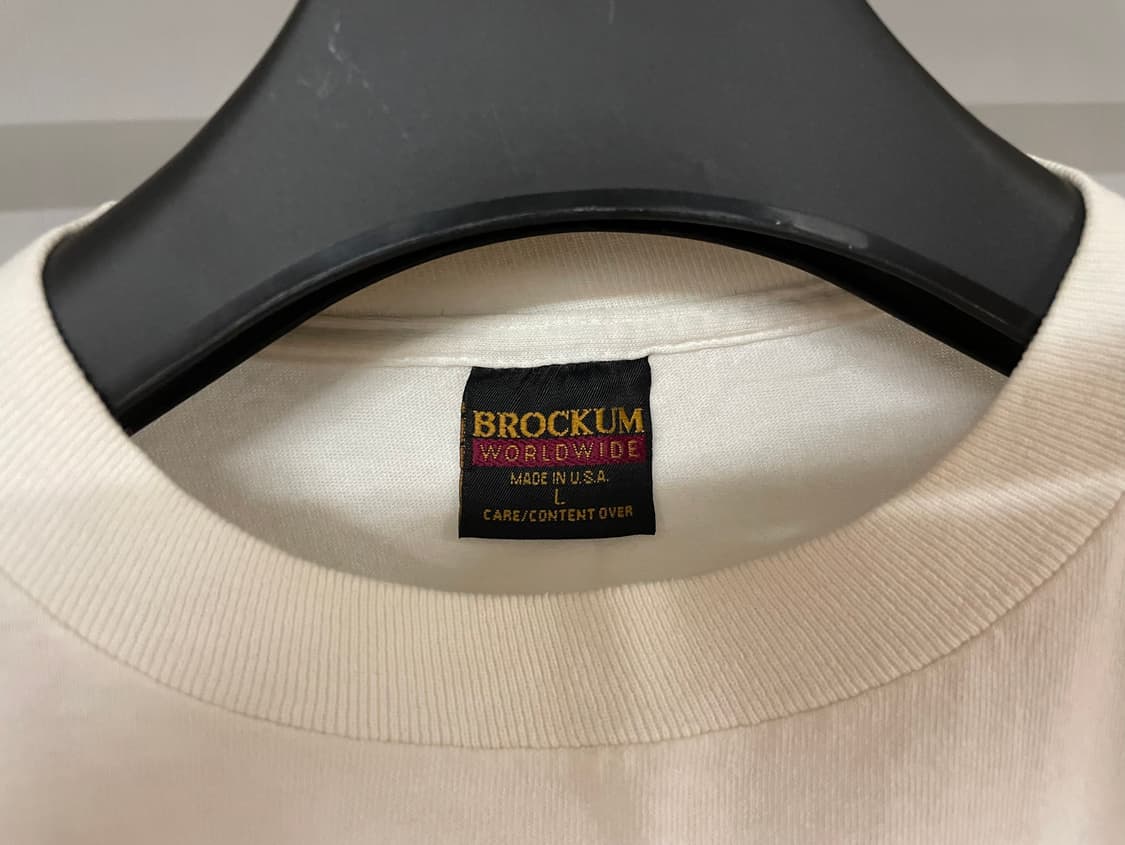 BROCKUM
WORLDWIDE
MADE IN U.S.A.
L
CARE/CONTENT OVER